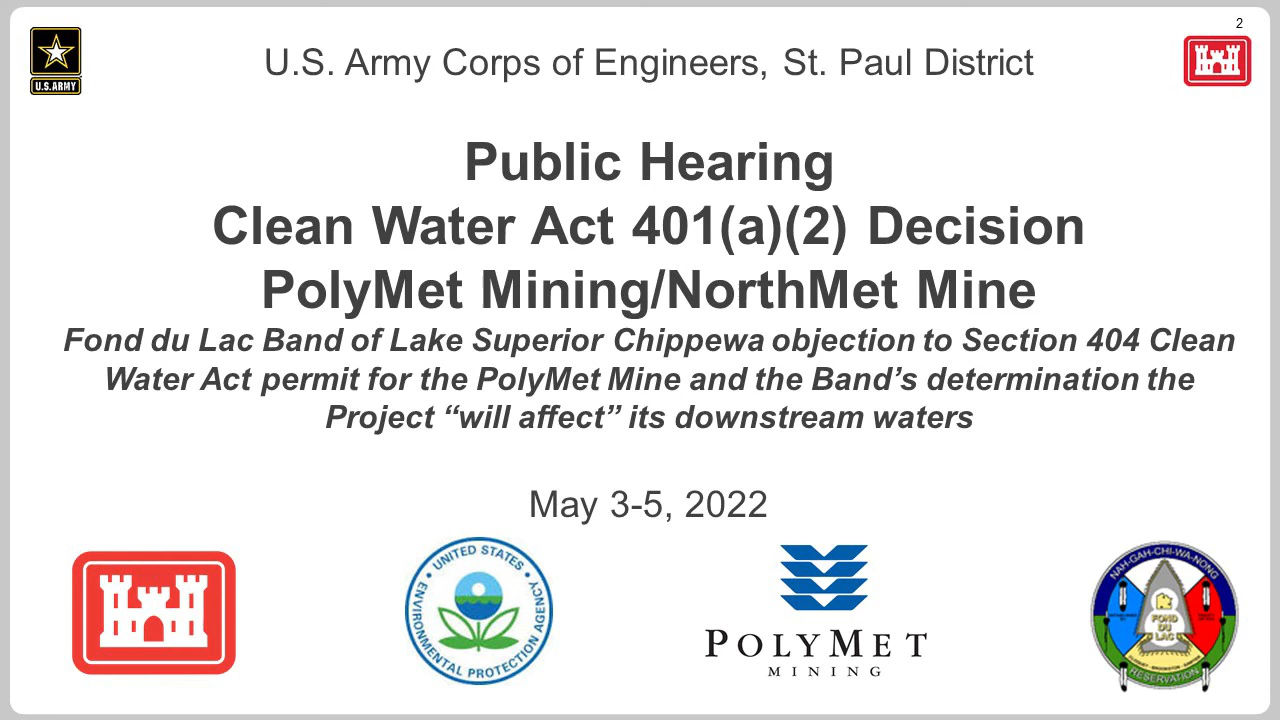 2
U.S. ARMY
U.S. Army Corps of Engineers, St. Paul District
Public Hearing
Clean Water Act 401(a)(2) Decision
PolyMet Mining/NorthMet Mine
Fond du Lac Band of Lake Superior Chippewa objection to Section 404 Clean
Water Act permit for the PolyMet Mine and the Band’s determination the
Project “will affect” its downstream waters
May 3-5, 2022
UNITED STATES
ENVIRONMENTAL PROTECTION AGENCY
POLYMET
MINING
NAH-GAH-CHI-WA-NONG
FOND
DU
LAC
RESERVATION